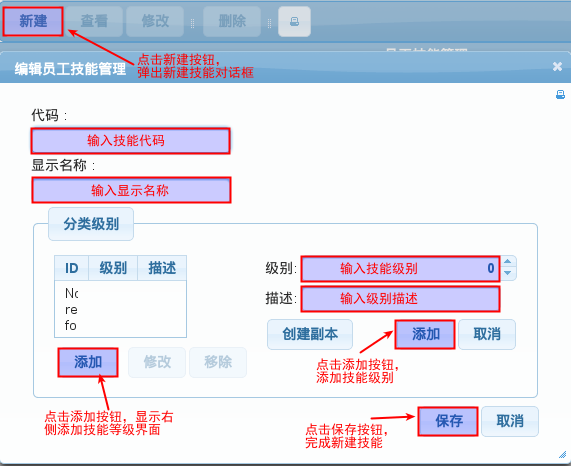 新建 查看 修改 删除
点击新建按钮,
弹出新建技能对话框
编辑员工技能管理
代码 :
输入技能代码
显示名称 :
输入显示名称
分类级别
ID 级别 描述
No
re
fo
级别: 输入技能级别 0
描述: 输入级别描述
创建副本 添加 取消
添加 修改 移除
点击添加按钮,
添加技能级别
点击添加按钮, 显示右
侧添加技能等级界面
点击保存按钮,
完成新建技能
保存 取消